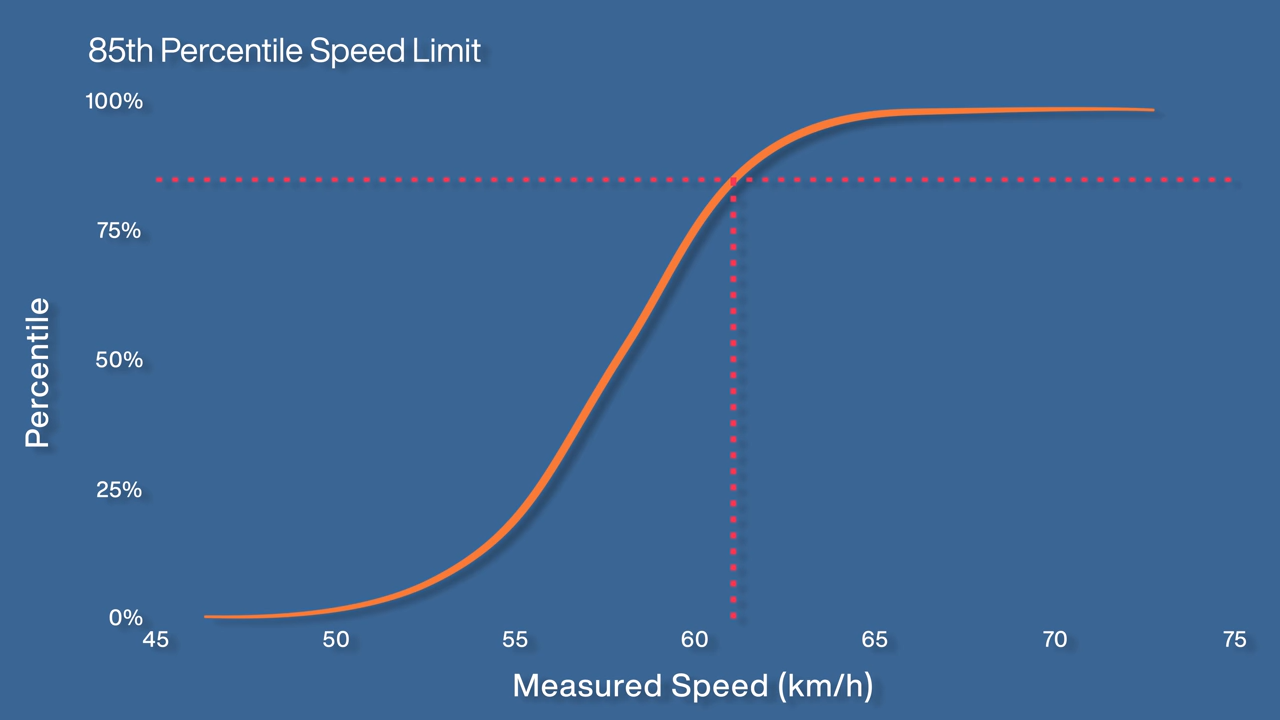 85th Percentile Speed Limit
100%
75%
50%
25%
0%
Percentile
45 50 55 60 65 70 75
Measured Speed (km/h)